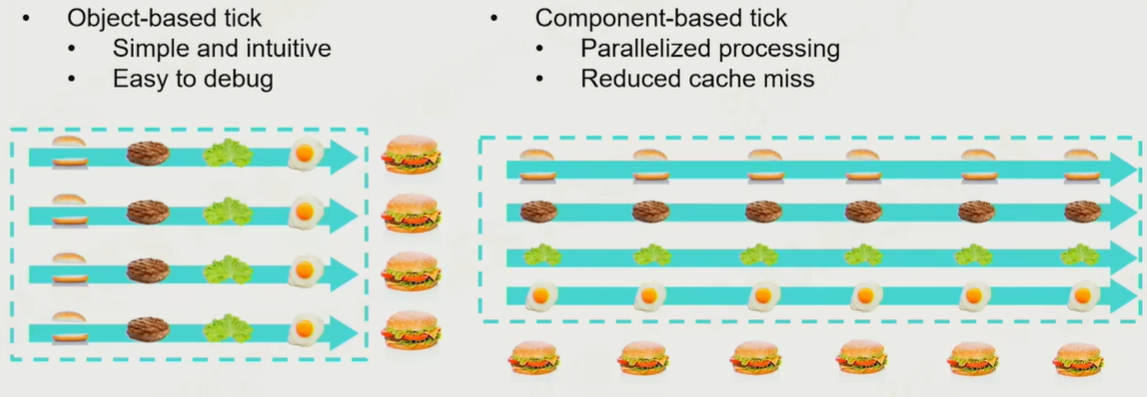 • Object-based tick
• Simple and intuitive
• Easy to debug
• Component-based tick
• Parallelized processing
• Reduced cache miss